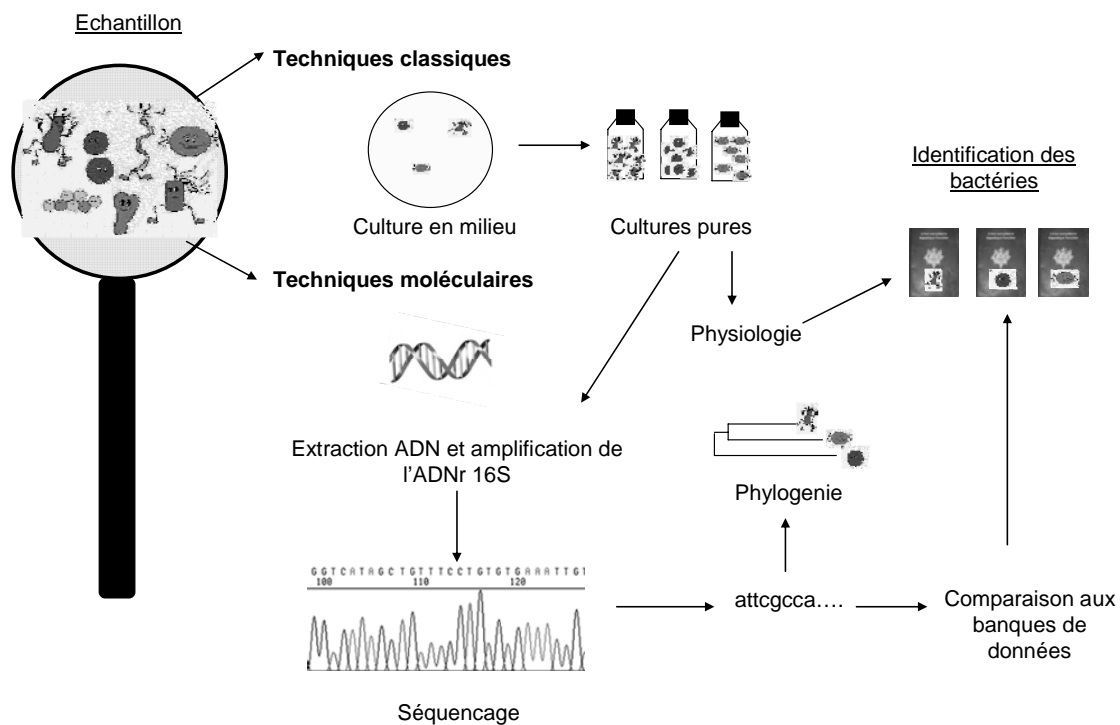 Echantillon
Techniques classiques
Culture en milieu
Cultures pures
Identification des
bactéries
Techniques moléculaires
Physiologie
Extraction ADN et amplification de
l'ADNr 16S
Phylogenie
GGTCATAGCTGTTTCCTGTGTGAAATTGT
100 110 120
attcgcca....
Comparaison aux
banques de
données
Séquencage